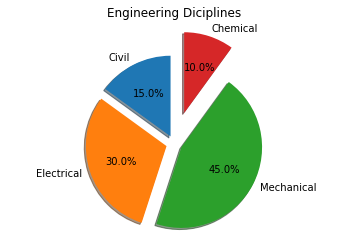 Engineering Diciplines
Chemical
10.0%
Civil
15.0%
Electrical
30.0%
45.0%
Mechanical